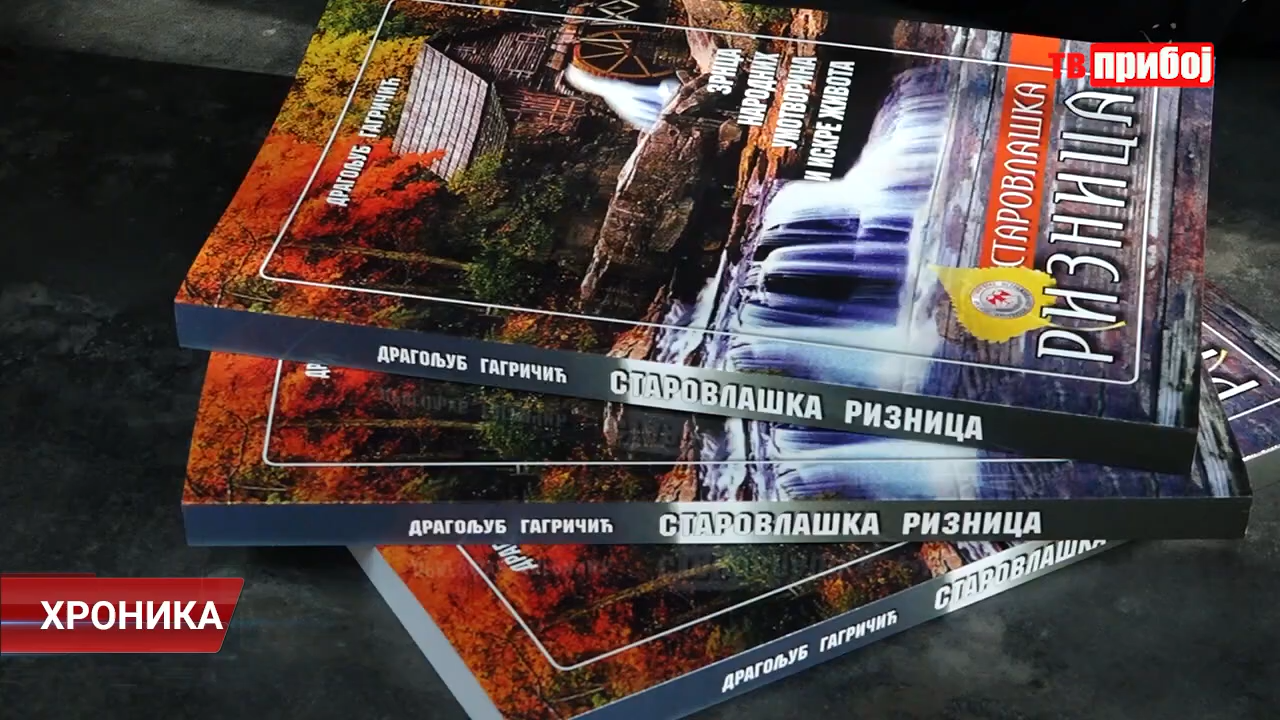 ТВ прибој
ДРАГОЉУБ ГАГРИЧИЋ
ЗРНЦА
НАРОДНИХ
УМОТВОРИНА
И ИСКРЕ ЖИВОТА
СТАРОВЛАШКА
РИЗНИЦА
ДРАГОЉУБ ГАГРИЧИЋ СТАРОВЛАШКА РИЗНИЦА
ДРАГОЉУБ ГАГРИЧИЋ СТАРОВЛАШКА РИЗНИЦА
ДРАГОЉУБ ГАГРИЧИЋ СТАРОВЛАШКА
ХРОНИКА